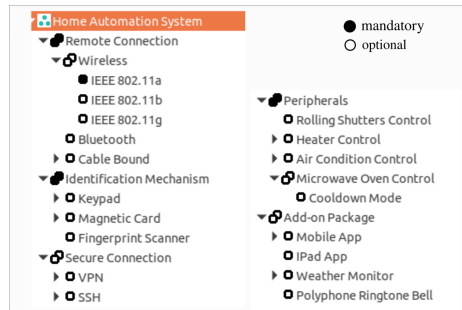 Home Automation System
Remote Connection
Wireless
IEEE 802.11a
IEEE 802.11b
IEEE 802.11g
Bluetooth
Cable Bound
Identification Mechanism
Keypad
Magnetic Card
Fingerprint Scanner
Secure Connection
VPN
SSH
mandatory
optional
Peripherals
Rolling Shutters Control
Heater Control
Air Condition Control
Microwave Oven Control
Cooldown Mode
Add-on Package
Mobile App
IPad App
Weather Monitor
Polyphone Ringtone Bell